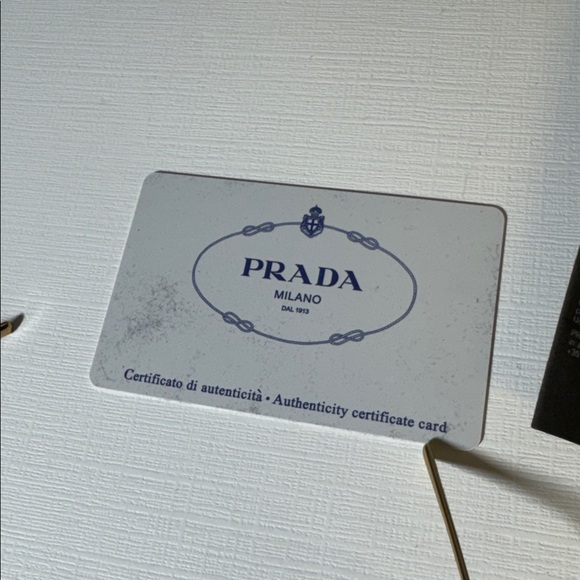 PRADA
MILANO
DAL 1913
Certificato di autenticità • Authenticity certificate card